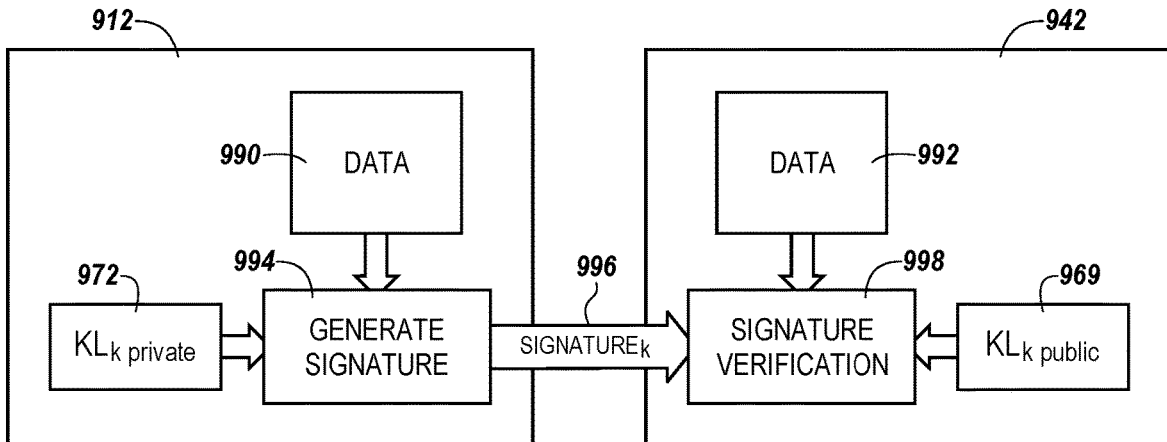 912
942
990
DATA
DATA
992
972
994
996
998
969
KLk private
GENERATE
SIGNATURE
SIGNATUREk
SIGNATURE
VERIFICATION
KLk public